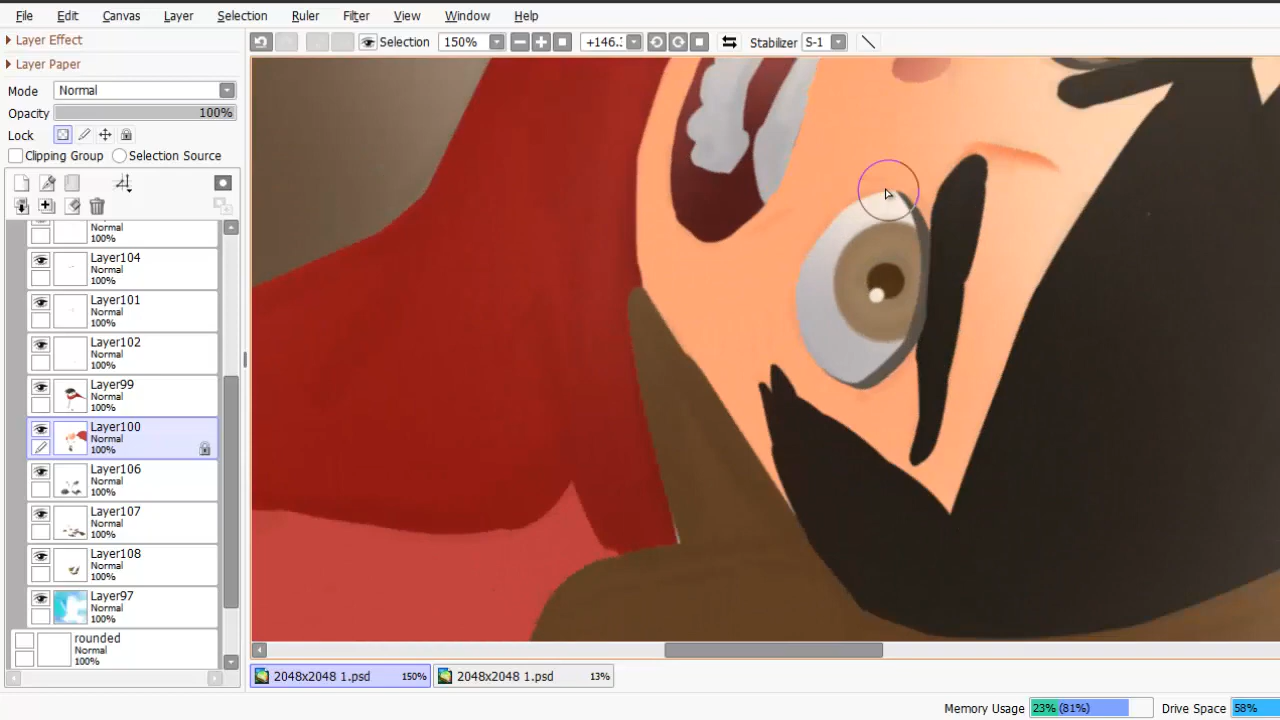 File Edit Canvas Layer Selection Ruler Filter View Window Help
Layer Effect
Selection 150% +146.: Stabilizer S-1
Layer Paper
Mode Normal
Opacity 100%
Lock
Clipping Group Selection Source
Normal
100%
Layer104
Normal
100%
Layer101
Normal
100%
Layer102
Normal
100%
Layer99
Normal
100%
Layer100
Normal
100%
Layer106
Normal
100%
Layer107
Normal
100%
Layer108
Normal
100%
Layer97
Normal
100%
rounded
Normal
100%
2048x2048 1.psd 150% 2048x2048 1.psd 13%
Memory Usage 23% (81%) Drive Space 58%